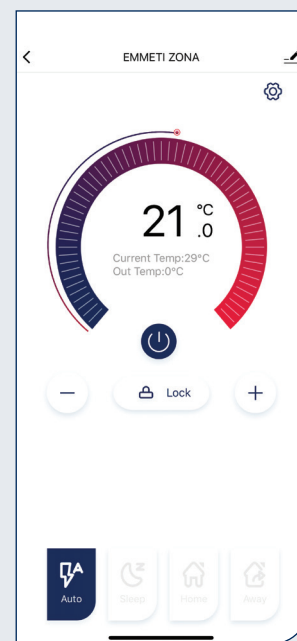 EMMETI ZONA
21 °C
.0
Current Temp:29°C
Out Temp:0°C
Lock
Auto
Sleep
Home
Away